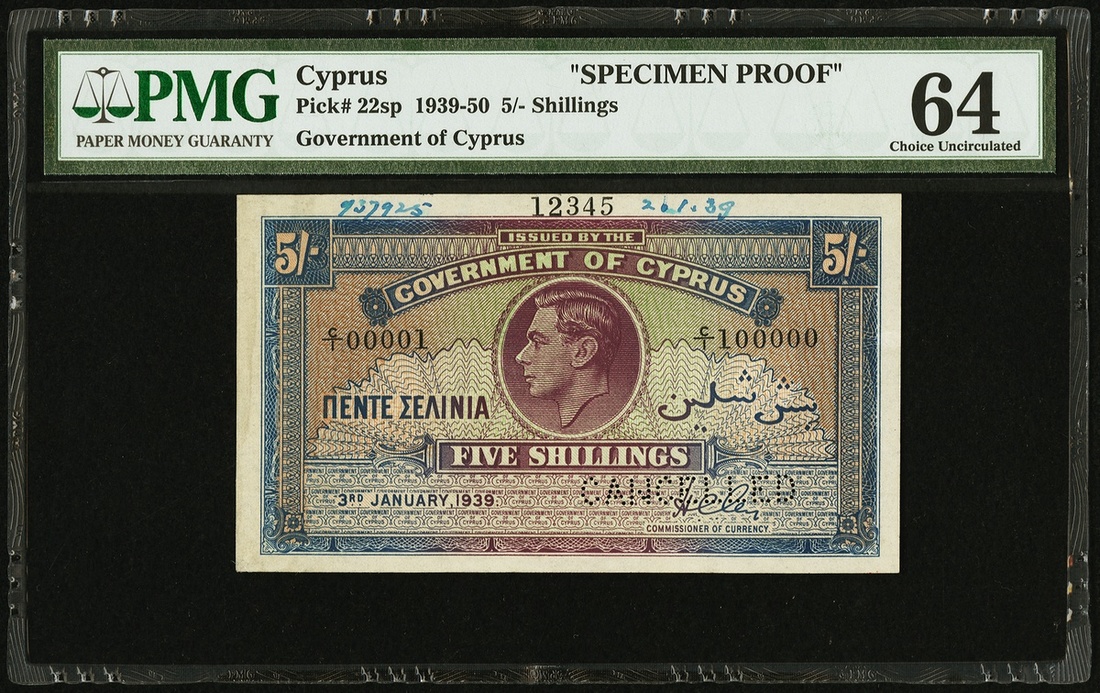 PMG
PAPER MONEY GUARANTY
Cyprus "SPECIMEN PROOF"
Pick# 22sp 1939-50 5/- Shillings
Government of Cyprus
64
Choice Uncirculated
937925 12345 26.1.39
5/- ISSUED BY THE 5/-
GOVERNMENT OF CYPRUS
C/1 00001 C/1 100000
ΠΕΝΤΕ ΣΕΛΙΝΙΑ بش شلين
FIVE SHILLINGS
CANCELLED
3RD JANUARY, 1939.
COMMISSIONER OF CURRENCY.